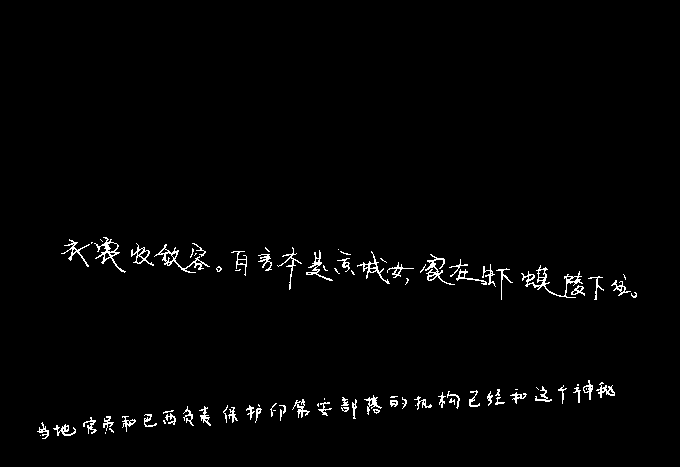 衣裳收敛容。自言本是京城女,家在虾蟆陵下住。
当地官员和巴西负责保护印第安部落的机构已经和这个神秘